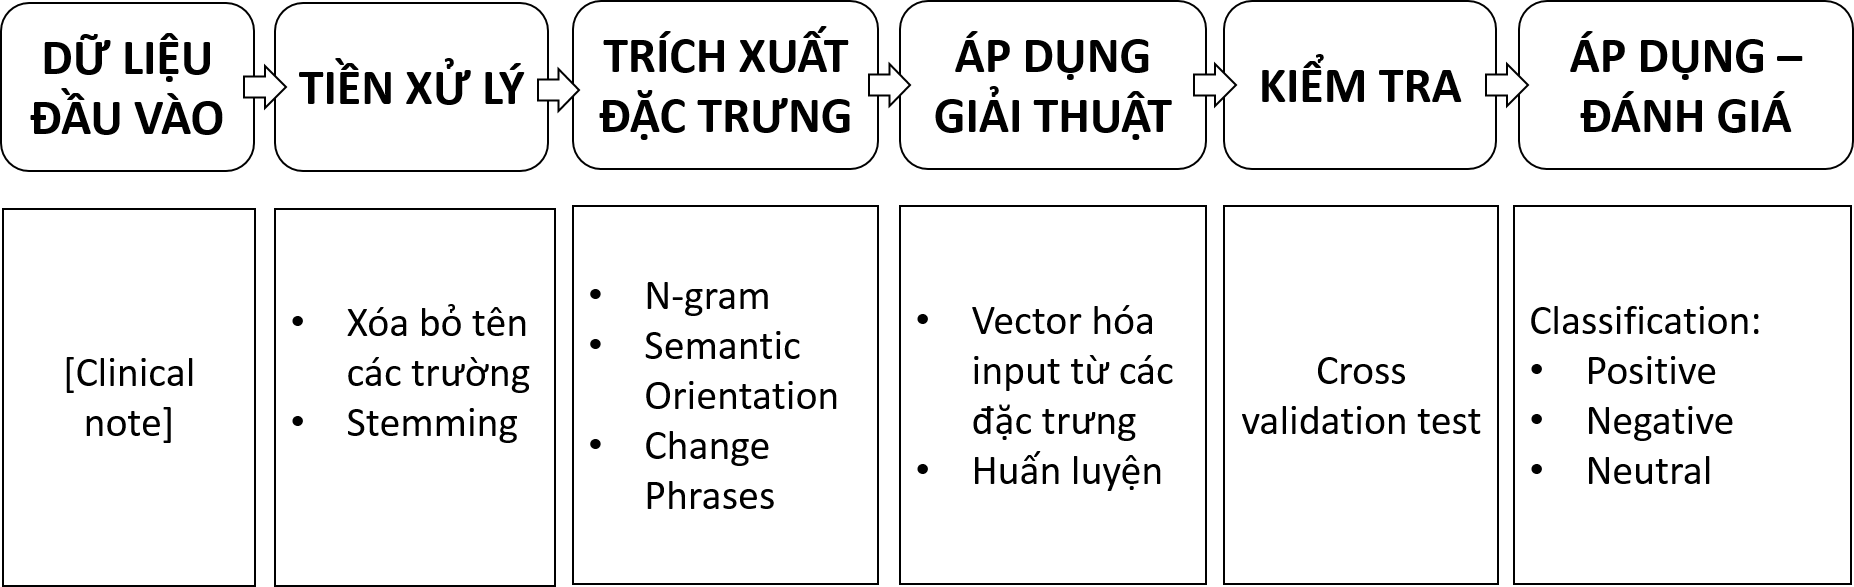 DỮ LIỆU
ĐẦU VÀO
TIỀN XỬ LÝ
TRÍCH XUẤT
ĐẶC TRƯNG
ÁP DỤNG
GIẢI THUẬT
KIỂM TRA
ÁP DỤNG –
ĐÁNH GIÁ
[Clinical
note]
• Xóa bỏ tên
các trường
• Stemming
• N-gram
• Semantic
Orientation
• Change
Phrases
• Vector hóa
input từ các
đặc trưng
• Huấn luyện
Cross
validation test
Classification:
• Positive
• Negative
• Neutral